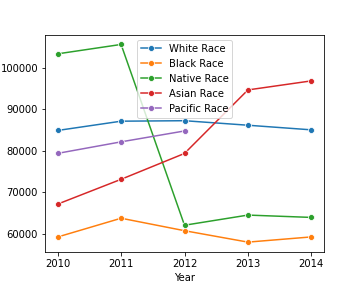 White Race
Black Race
Native Race
Asian Race
Pacific Race
100000
90000
80000
70000
60000
2010 2011 2012 2013 2014
Year